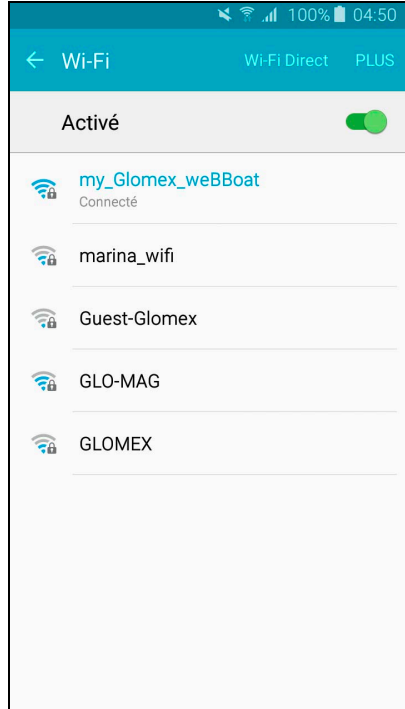 100% 04:50
Wi-Fi Wi-Fi Direct PLUS
Activé
my_Glomex_weBBoat
Connecté
marina_wifi
Guest-Glomex
GLO-MAG
GLOMEX